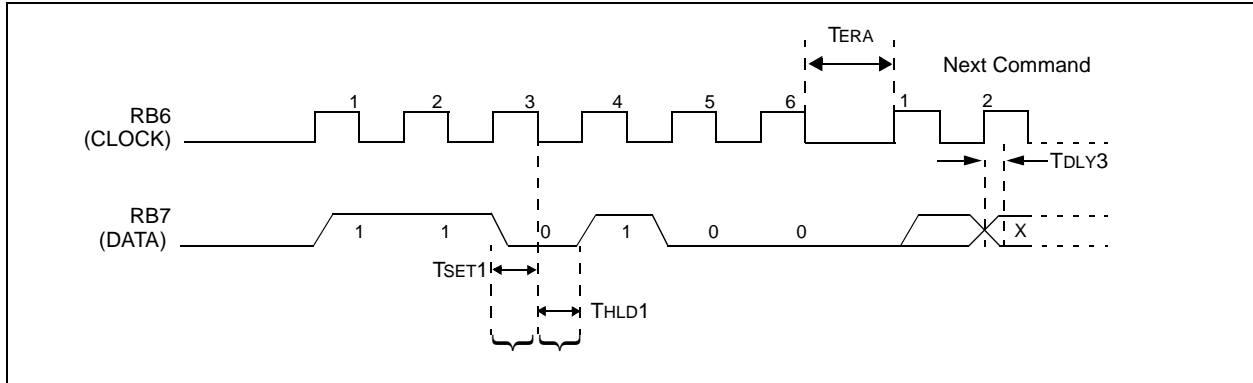 TERA
Next Command
1 2 3 4 5 6 1 2
RB6
(CLOCK)
TDLY3
RB7
(DATA)
1 1 0 1 0 0 X
TSET1
THLD1